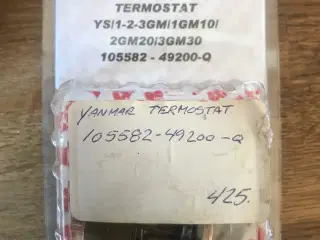 TERMOSTAT
YS/1-2-3GM/1GM10/
2GM20/3GM30
105582 - 49200-Q
YANMAR TERMOSTAT
105582-49200-Q
425.